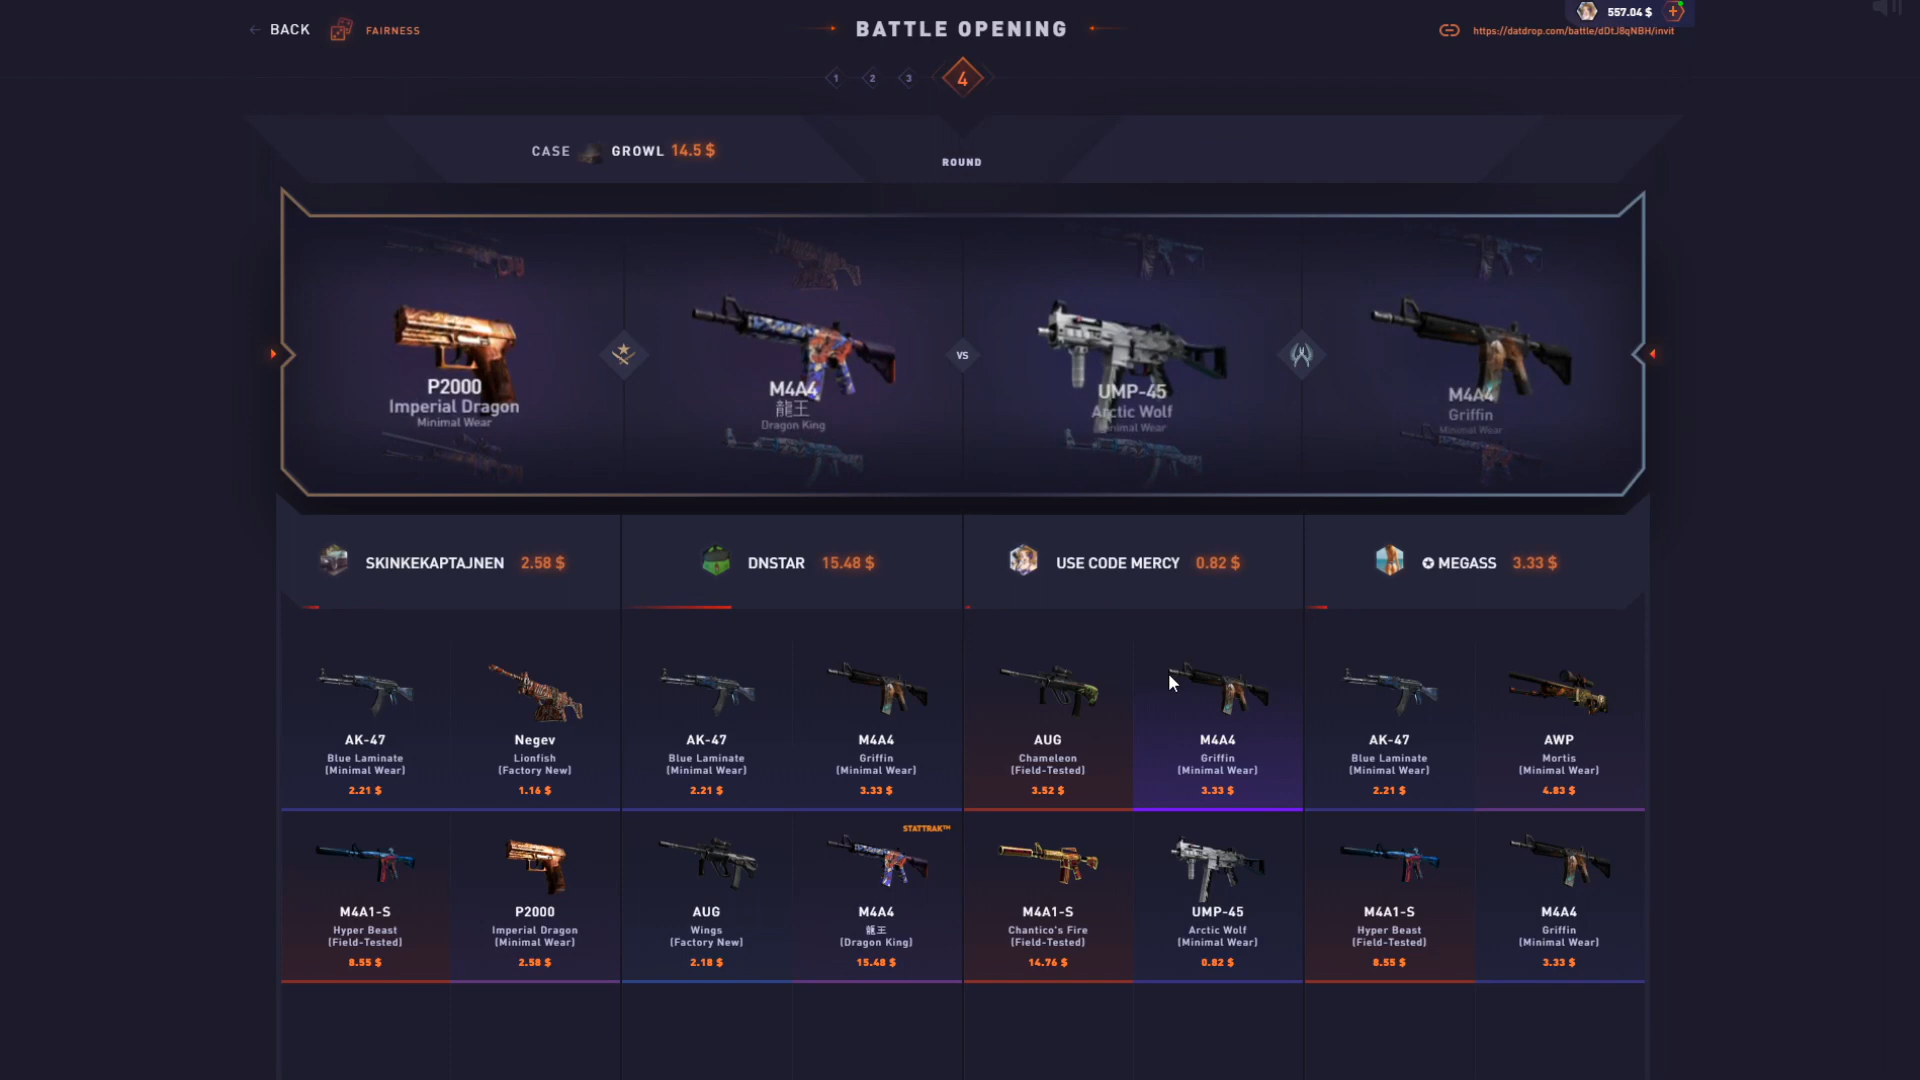 BACK
FAIRNESS
BATTLE OPENING
557.04 $
https://datdrop.com/battle/dDtJ8qNBH/invit
1 2 3 4
CASE GROWL 14.5 $
ROUND
P2000
Imperial Dragon
Minimal Wear
M4A4
龍王
Dragon King
VS
UMP-45
Arctic Wolf
Minimal Wear
M4A4
Griffin
Minimal Wear
SKINKEKAPTAJNEN 2.58 $
DNSTAR 15.48 $
USE CODE MERCY 0.82 $
MEGASS 3.33 $
AK-47
Blue Laminate
(Minimal Wear)
2.21 $
Negev
Lionfish
(Factory New)
1.16 $
AK-47
Blue Laminate
(Minimal Wear)
2.21 $
M4A4
Griffin
(Minimal Wear)
3.33 $
AUG
Chameleon
(Field-Tested)
3.52 $
M4A4
Griffin
(Minimal Wear)
3.33 $
AK-47
Blue Laminate
(Minimal Wear)
2.21 $
AWP
Mortis
(Minimal Wear)
4.83 $
M4A1-S
Hyper Beast
(Field-Tested)
8.55 $
P2000
Imperial Dragon
(Minimal Wear)
2.58 $
AUG
Wings
(Factory New)
2.18 $
STATTRAK™
M4A4
龍王
(Dragon King)
15.48 $
M4A1-S
Chantico's Fire
(Field-Tested)
14.76 $
UMP-45
Arctic Wolf
(Minimal Wear)
0.82 $
M4A1-S
Hyper Beast
(Field-Tested)
8.55 $
M4A4
Griffin
(Minimal Wear)
3.33 $